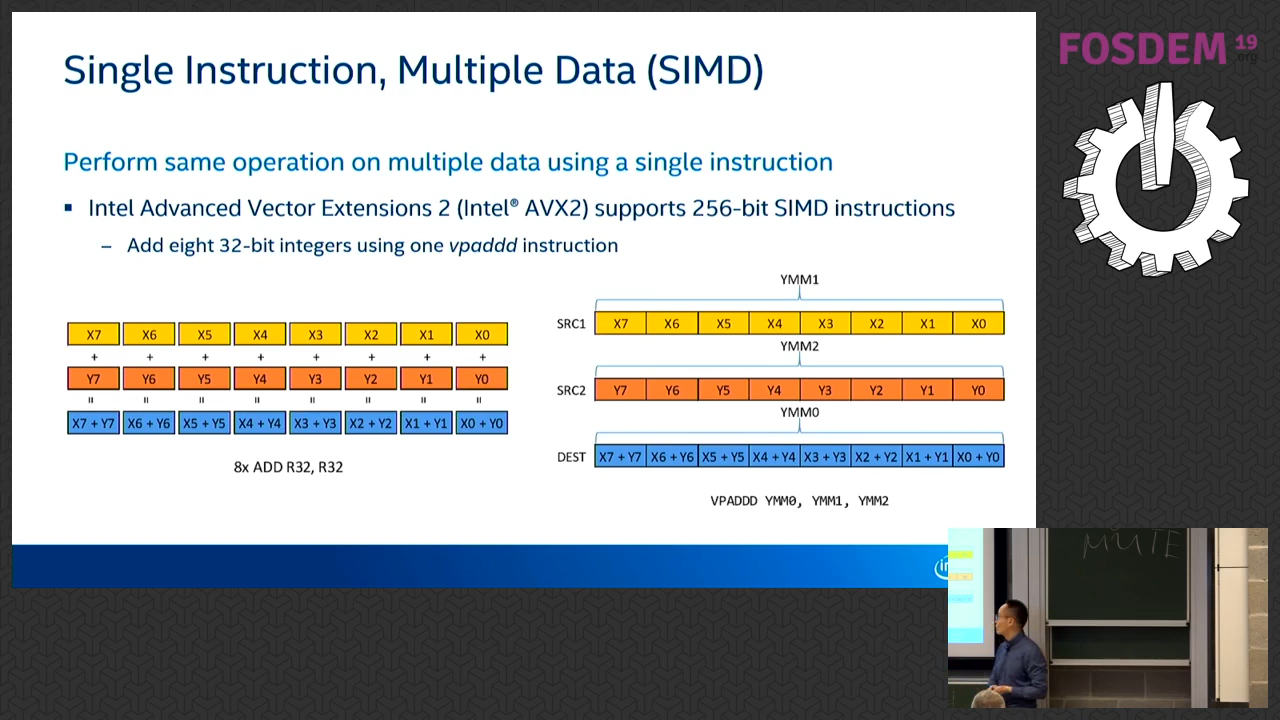 Single Instruction, Multiple Data (SIMD)
Perform same operation on multiple data using a single instruction
▪ Intel Advanced Vector Extensions 2 (Intel® AVX2) supports 256-bit SIMD instructions
– Add eight 32-bit integers using one vpaddd instruction
X7 X6 X5 X4 X3 X2 X1 X0
+ + + + + + + +
Y7 Y6 Y5 Y4 Y3 Y2 Y1 Y0
= = = = = = = =
X7 + Y7 X6 + Y6 X5 + Y5 X4 + Y4 X3 + Y3 X2 + Y2 X1 + Y1 X0 + Y0
8x ADD R32, R32
YMM1
SRC1 X7 X6 X5 X4 X3 X2 X1 X0
YMM2
SRC2 Y7 Y6 Y5 Y4 Y3 Y2 Y1 Y0
YMM0
DEST X7 + Y7 X6 + Y6 X5 + Y5 X4 + Y4 X3 + Y3 X2 + Y2 X1 + Y1 X0 + Y0
VPADDD YMM0, YMM1, YMM2
FOSDEM 19
.org
MUTE